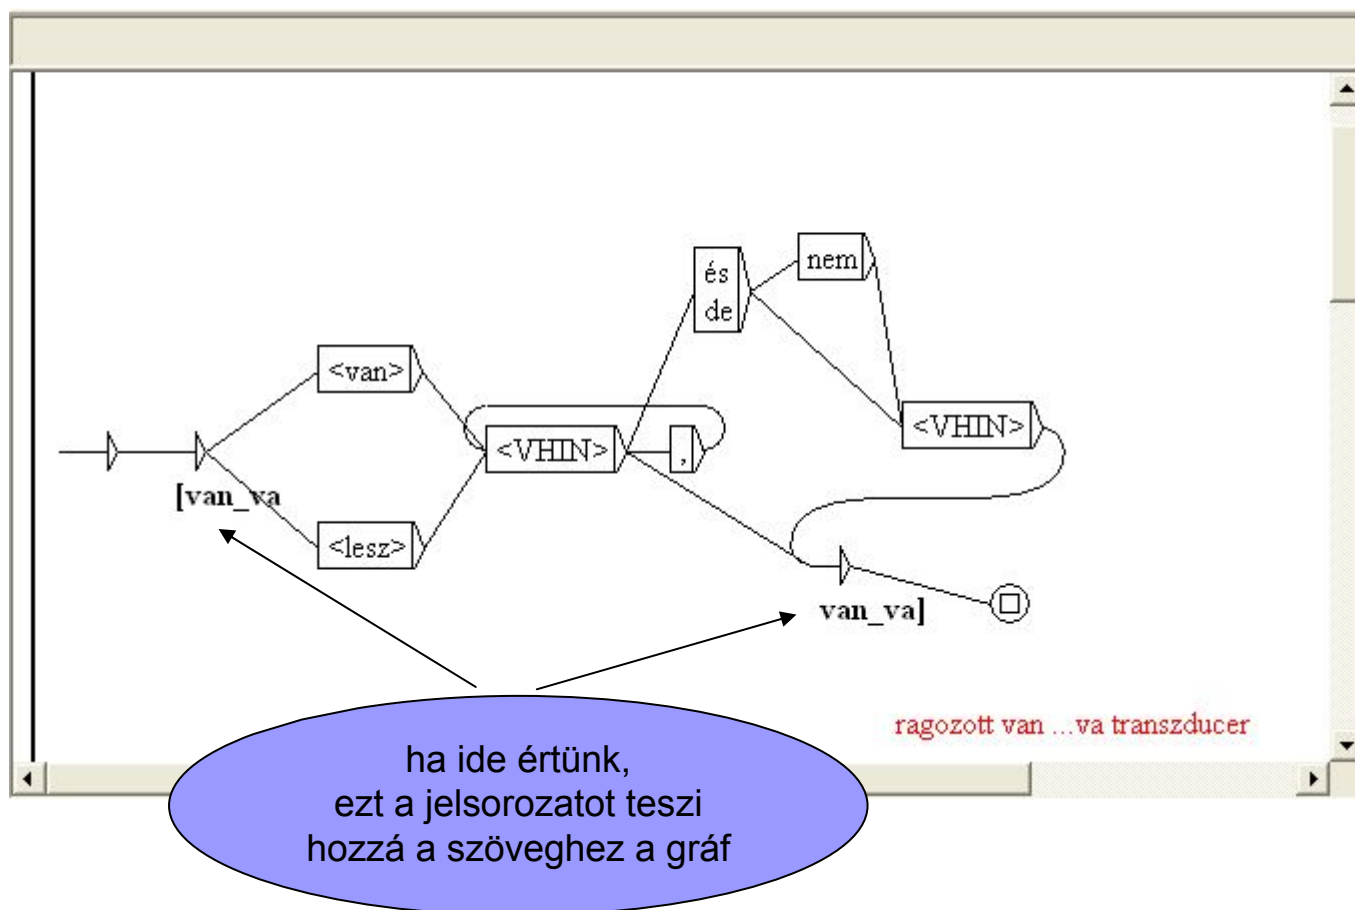 és
de
nem
<van>
<VHIN>
,
<VHIN>
[van_va
<lesz>
van_va]
ragozott van ...va transzducer
ha ide értünk,
ezt a jelsorozatot teszi
hozzá a szöveghez a gráf